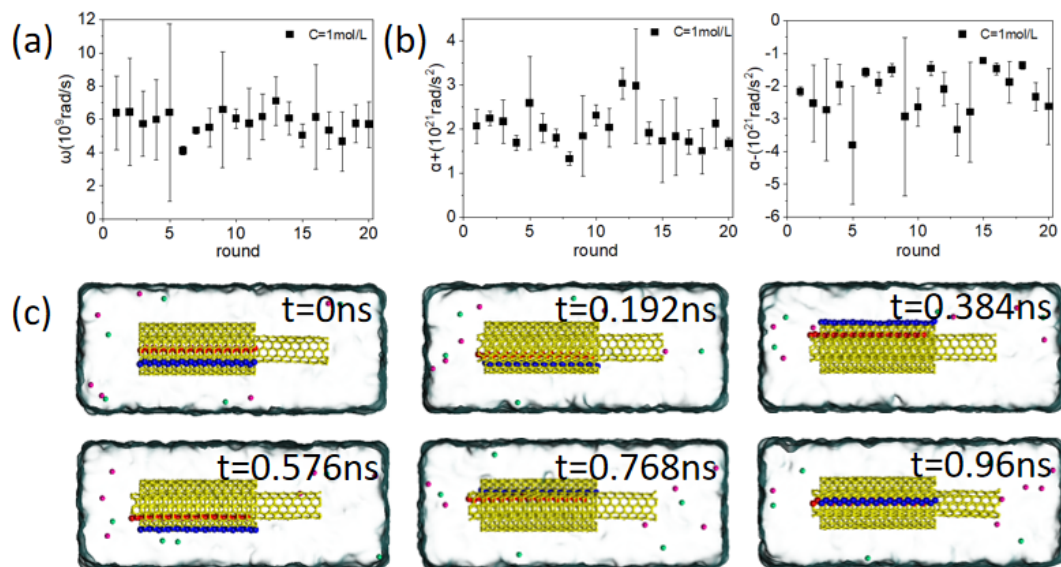 (a)
ω(10⁹rad/s)
12
10
8
6
4
2
0
C=1mol/L
0 5 10 15 20
round
(b)
α+(10²¹rad/s²)
5
4
3
2
1
0
C=1mol/L
0 5 10 15 20
round
α-(10²¹rad/s²)
0
-1
-2
-3
-4
-5
-6
C=1mol/L
0 5 10 15 20
round
(c)
t=0ns
t=0.192ns
t=0.384ns
t=0.576ns
t=0.768ns
t=0.96ns